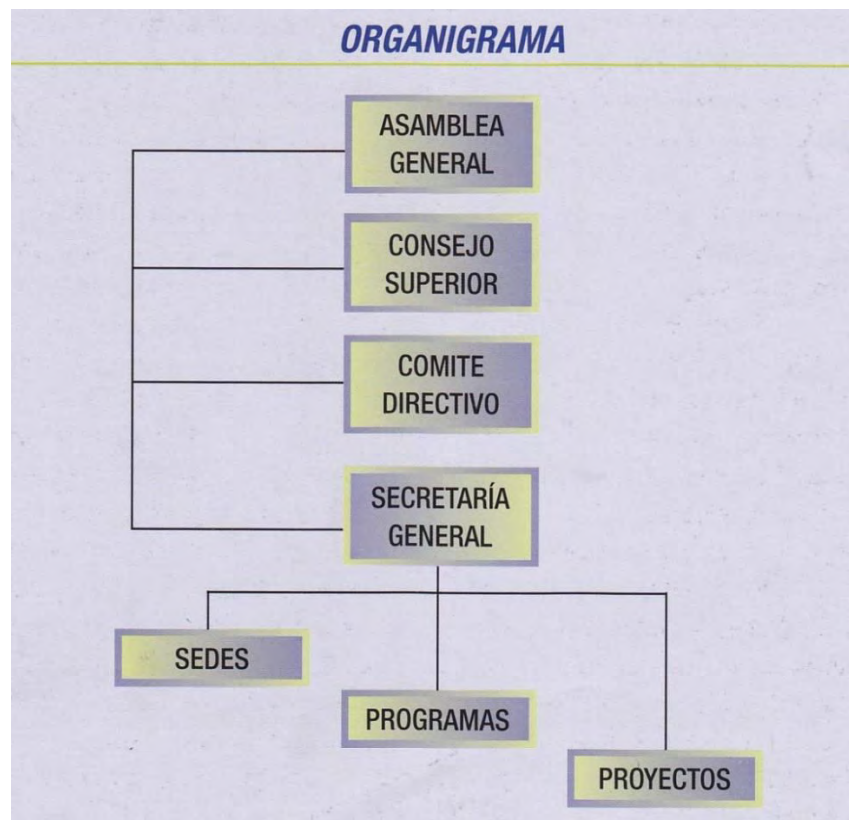 ORGANIGRAMA
ASAMBLEA
GENERAL
CONSEJO
SUPERIOR
COMITE
DIRECTIVO
SECRETARÍA
GENERAL
SEDES
PROGRAMAS
PROYECTOS